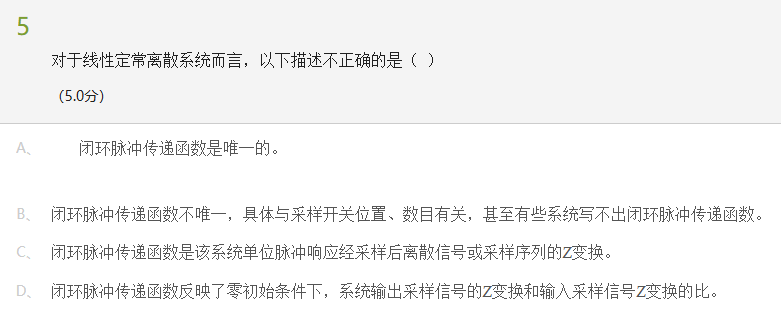 5
对于线性定常离散系统而言，以下描述不正确的是（ ）
（5.0分）
A、 闭环脉冲传递函数是唯一的。
B、 闭环脉冲传递函数不唯一，具体与采样开关位置、数目有关，甚至有些系统写不出闭环脉冲传递函数。
C、 闭环脉冲传递函数是该系统单位脉冲响应经采样后离散信号或采样序列的Z变换。
D、 闭环脉冲传递函数反映了零初始条件下，系统输出采样信号的Z变换和输入采样信号Z变换的比。